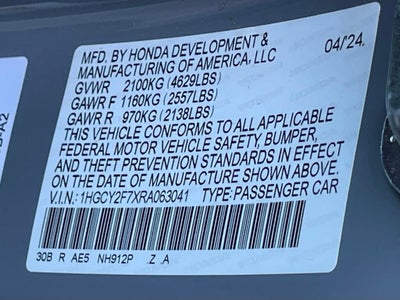 MFD. BY HONDA DEVELOPMENT & 04/24.
MANUFACTURING OF AMERICA, LLC
GVWR 2100KG (4629LBS)
GAWR F 1160KG (2557LBS)
GAWR R 970KG (2138LBS)
THIS VEHICLE CONFORMS TO ALL APPLICABLE
FEDERAL MOTOR VEHICLE SAFETY, BUMPER,
AND THEFT PREVENTION STANDARDS IN EFFECT
ON THE DATE OF MANUFACTURE SHOWN ABOVE.
V.I.N.: 1HGCY2F7XRA063041 TYPE: PASSENGER CAR
30B R AE5 NH912P .Z .A